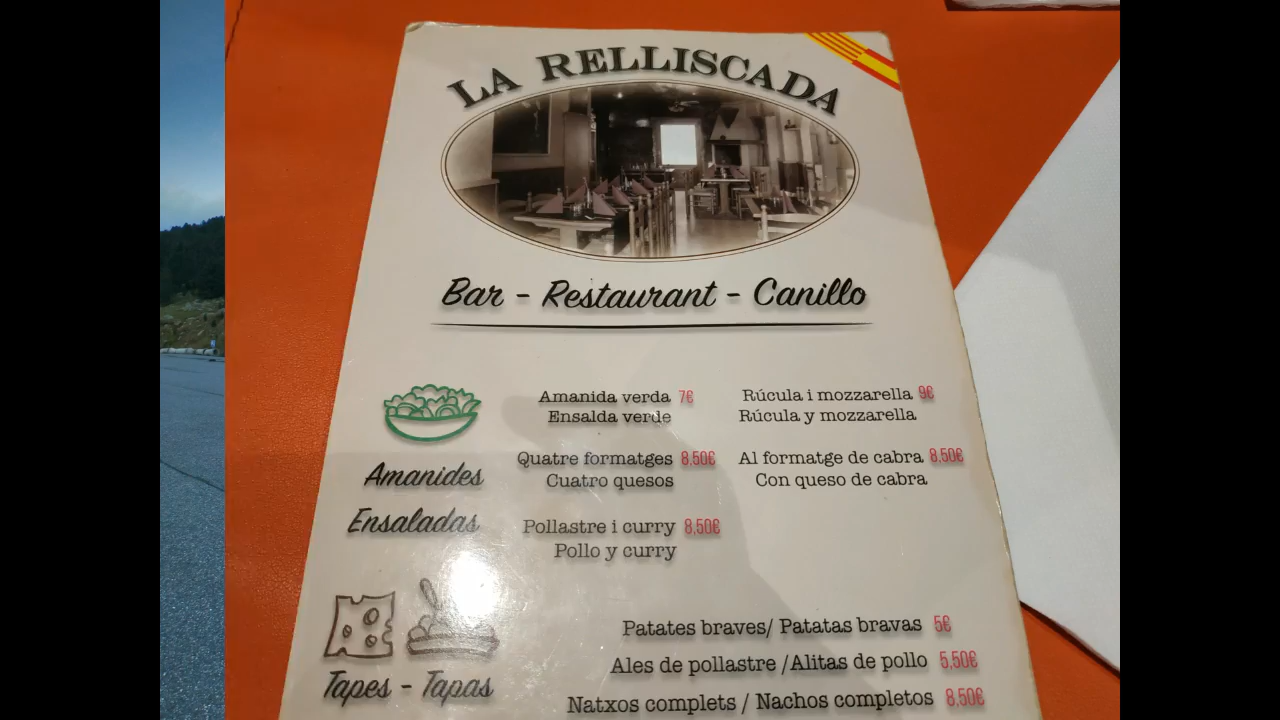 LA RELLISCADA
Bar - Restaurant - Canillo
Amanides
Ensaladas
Amanida verda 7€
Ensalda verde
Rúcula i mozzarella 9€
Rúcula y mozzarella
Quatre formatges 8,50€
Cuatro quesos
Al formatge de cabra 8,50€
Con queso de cabra
Pollastre i curry 8,50€
Pollo y curry
Tapes - Tapas
Patates braves/ Patatas bravas 5€
Ales de pollastre /Alitas de pollo 5,50€
Natxos complets / Nachos completos 8,50€